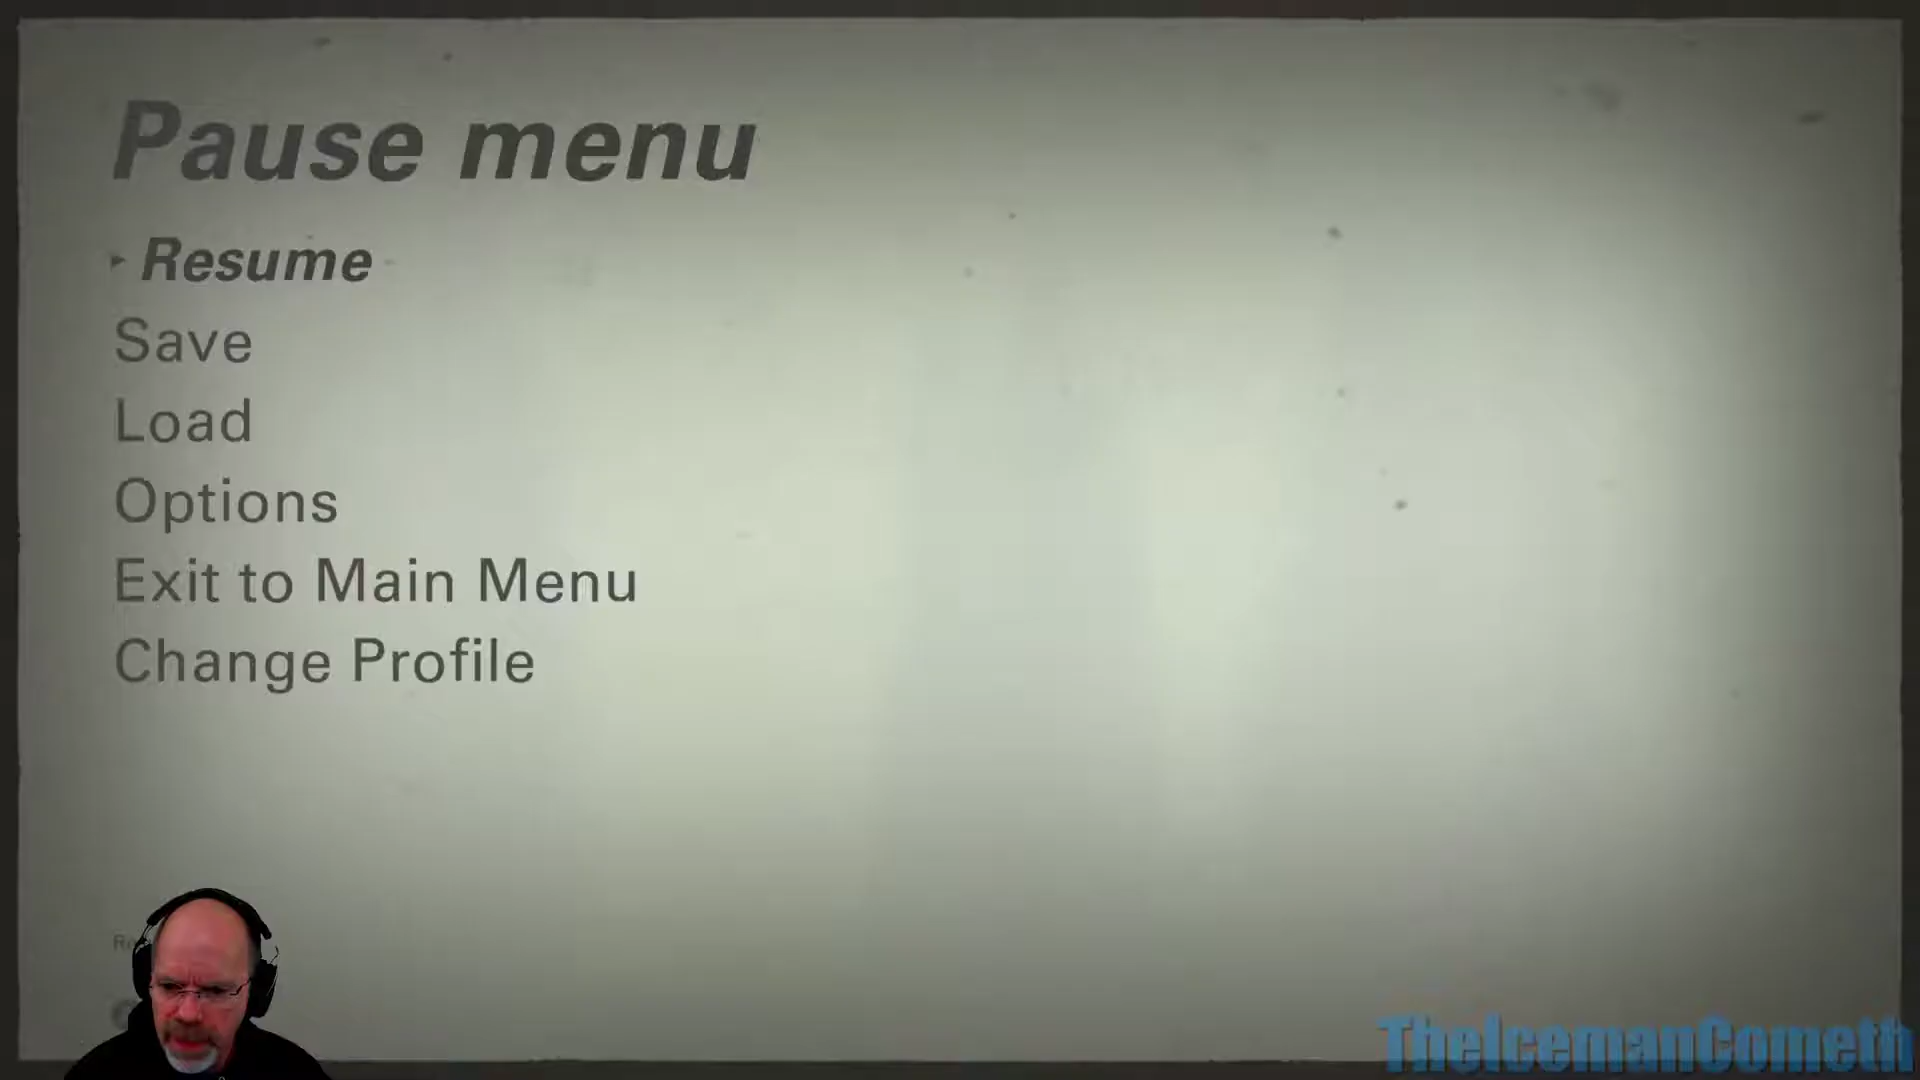 Pause menu
Resume
Save
Load
Options
Exit to Main Menu
Change Profile
TheIcemanCometh